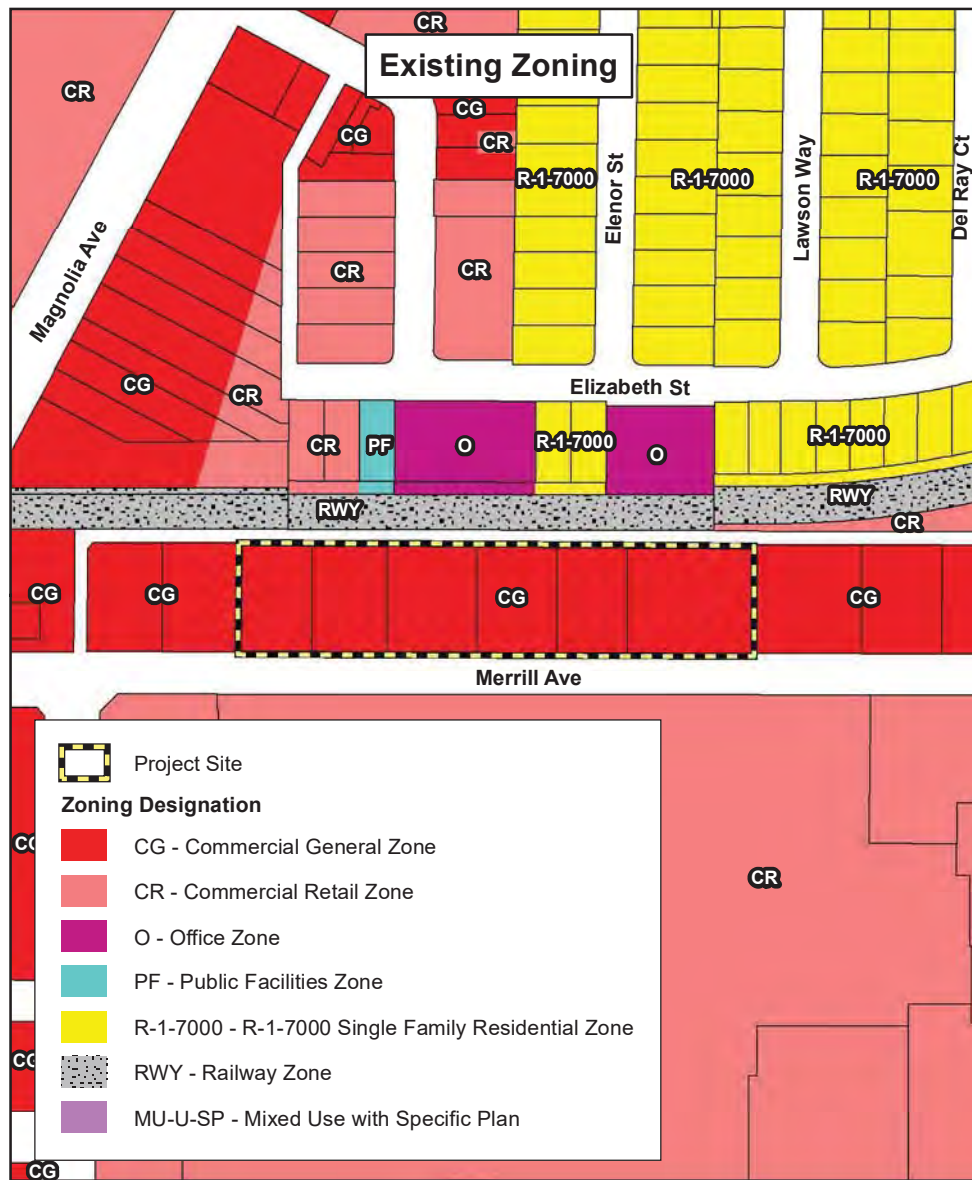 Existing Zoning
CR
CG
CG
CR
R-1-7000
Elenor St
R-1-7000
Lawson Way
R-1-7000
Del Ray Ct
Magnolia Ave
CR
CR
CG
CR
Elizabeth St
CR
PF
O
R-1-7000
O
R-1-7000
RWY
RWY
CR
CG
CG
CG
CG
Merrill Ave
CG
CR
CG
CG
Project Site
Zoning Designation
CG - Commercial General Zone
CR - Commercial Retail Zone
O - Office Zone
PF - Public Facilities Zone
R-1-7000 - R-1-7000 Single Family Residential Zone
RWY - Railway Zone
MU-U-SP - Mixed Use with Specific Plan